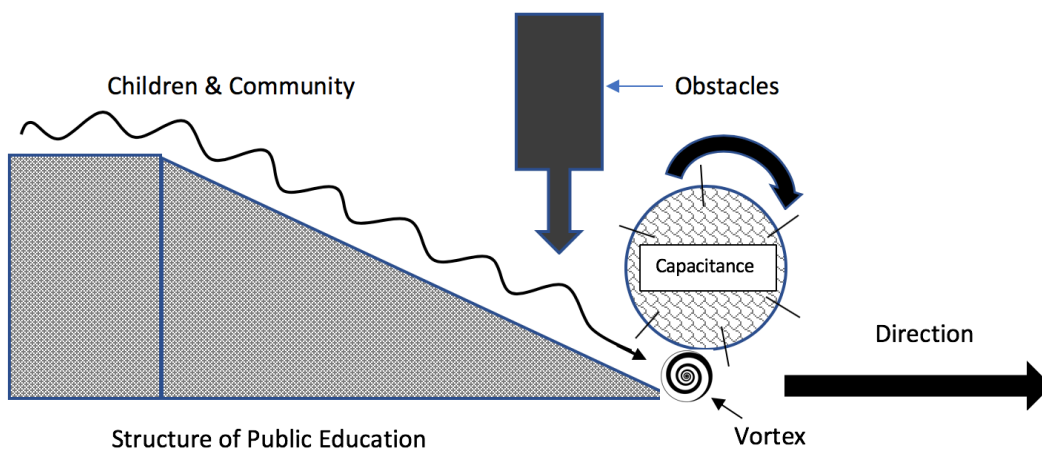 Children & Community
Obstacles
Capacitance
Direction
Structure of Public Education
Vortex